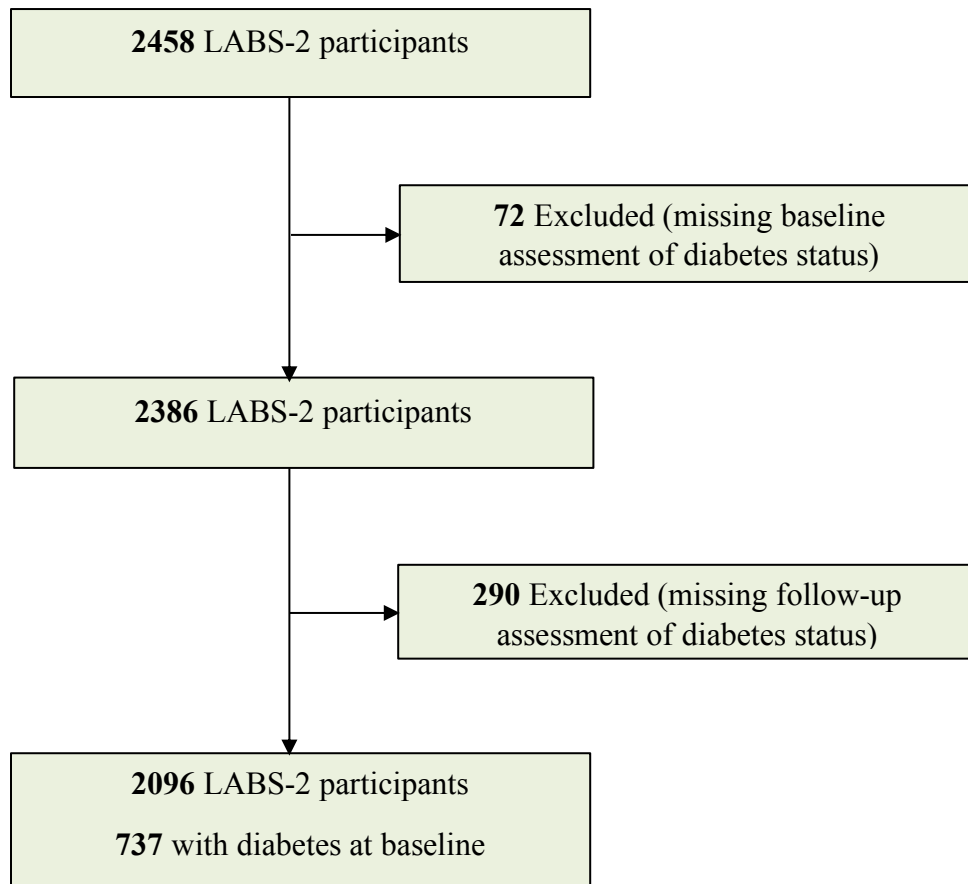 2458 LABS-2 participants
72 Excluded (missing baseline
assessment of diabetes status)
2386 LABS-2 participants
290 Excluded (missing follow-up
assessment of diabetes status)
2096 LABS-2 participants
737 with diabetes at baseline